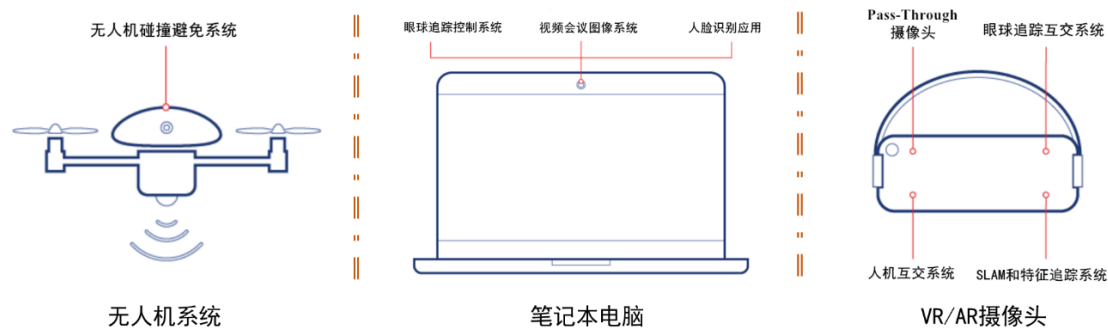 无人机碰撞避免系统
无人机系统
眼球追踪控制系统
视频会议图像系统
人脸识别应用
笔记本电脑
Pass-Through
摄像头
眼球追踪互交系统
人机互交系统
SLAM和特征追踪系统
VR/AR摄像头